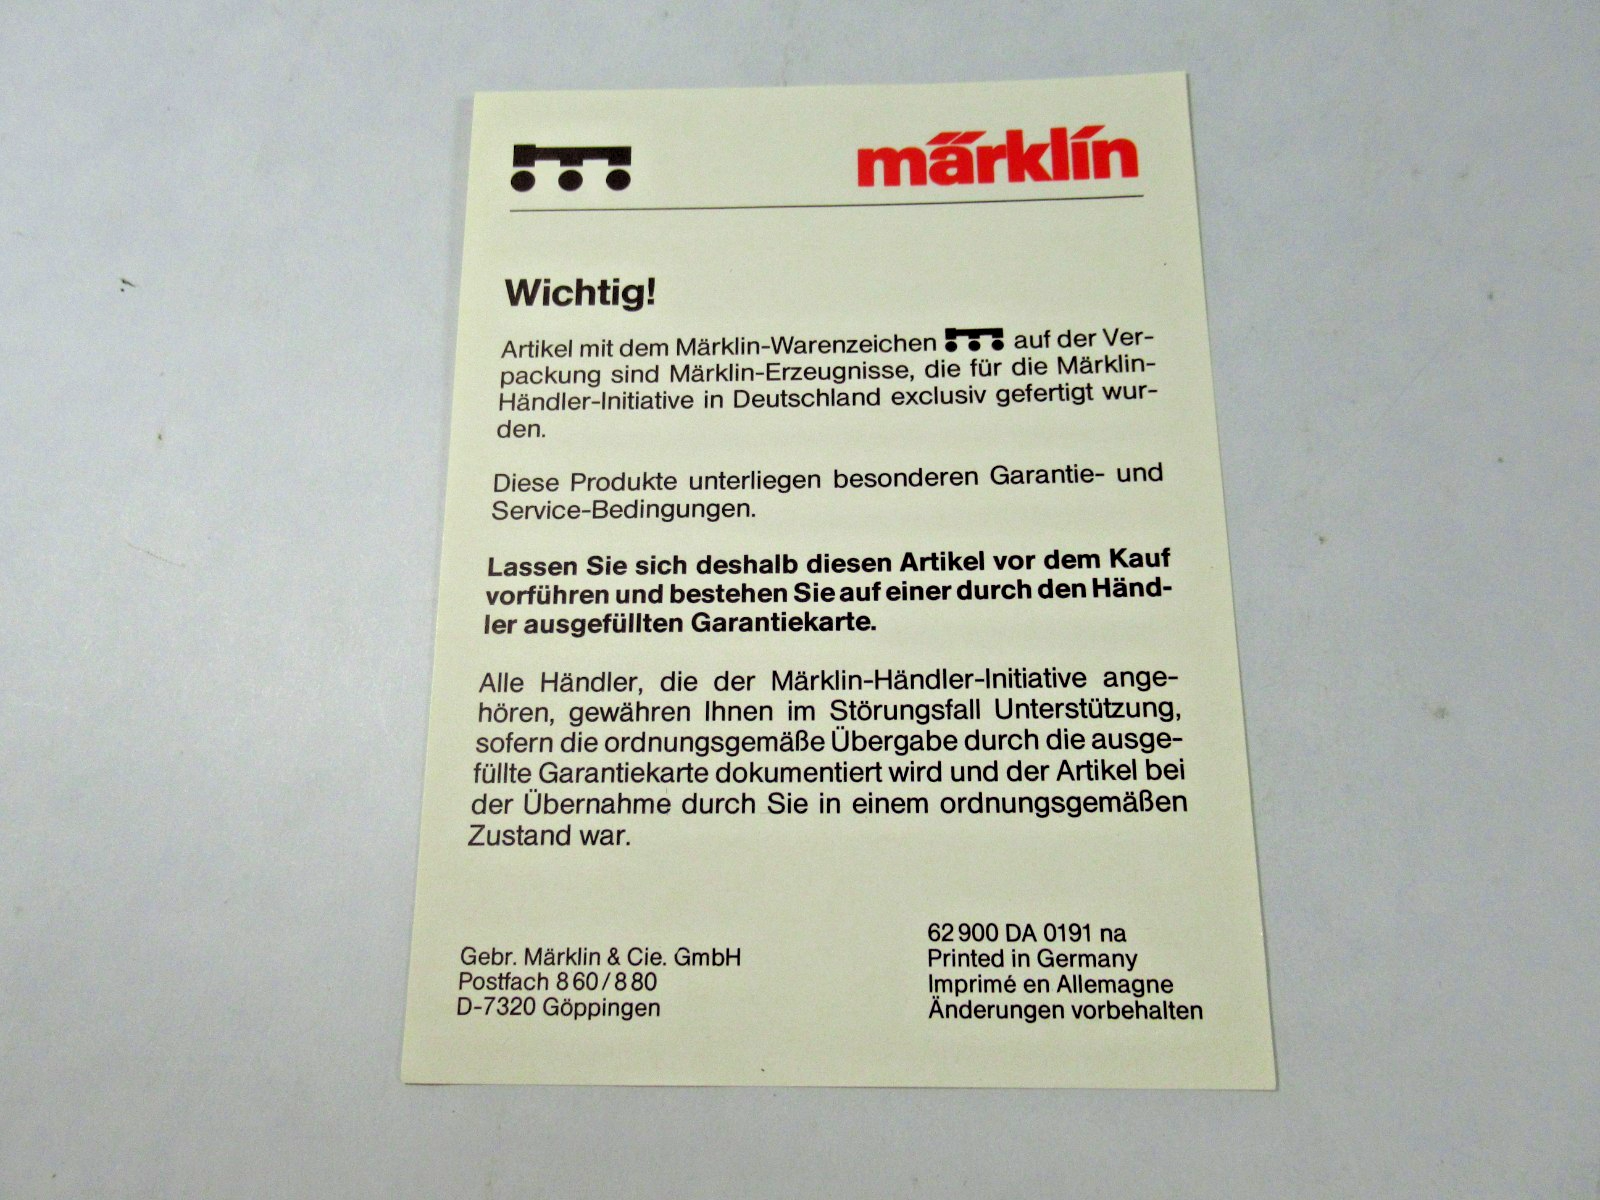 märklin
Wichtig!
Artikel mit dem Märklin-Warenzeichen auf der Ver-
packung sind Märklin-Erzeugnisse, die für die Märklin-
Händler-Initiative in Deutschland exclusiv gefertigt wur-
den.
Diese Produkte unterliegen besonderen Garantie- und
Service-Bedingungen.
Lassen Sie sich deshalb diesen Artikel vor dem Kauf
vorführen und bestehen Sie auf einer durch den Händ-
ler ausgefüllten Garantiekarte.
Alle Händler, die der Märklin-Händler-Initiative ange-
hören, gewähren Ihnen im Störungsfall Unterstützung,
sofern die ordnungsgemäße Übergabe durch die ausge-
füllte Garantiekarte dokumentiert wird und der Artikel bei
der Übernahme durch Sie in einem ordnungsgemäßen
Zustand war.
Gebr. Märklin & Cie. GmbH
Postfach 8 60 / 8 80
D-7320 Göppingen
62 900 DA 0191 na
Printed in Germany
Imprimé en Allemagne
Änderungen vorbehalten